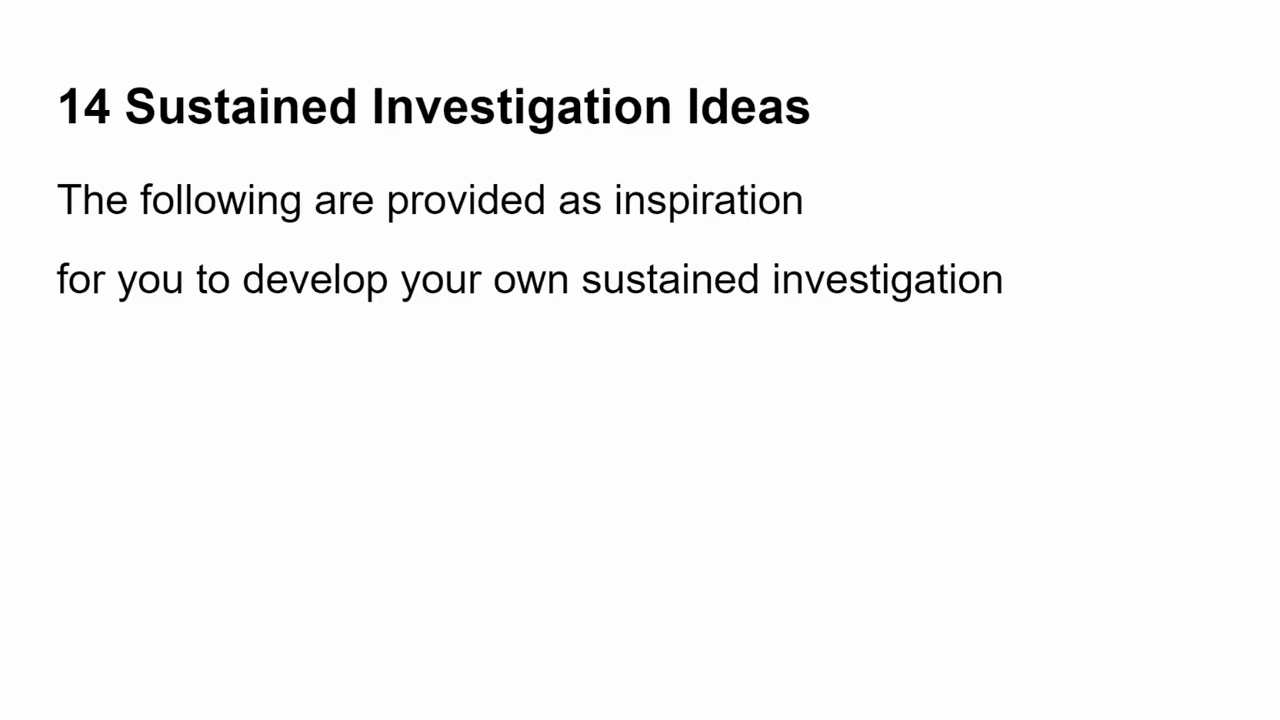 14 Sustained Investigation Ideas
The following are provided as inspiration
for you to develop your own sustained investigation